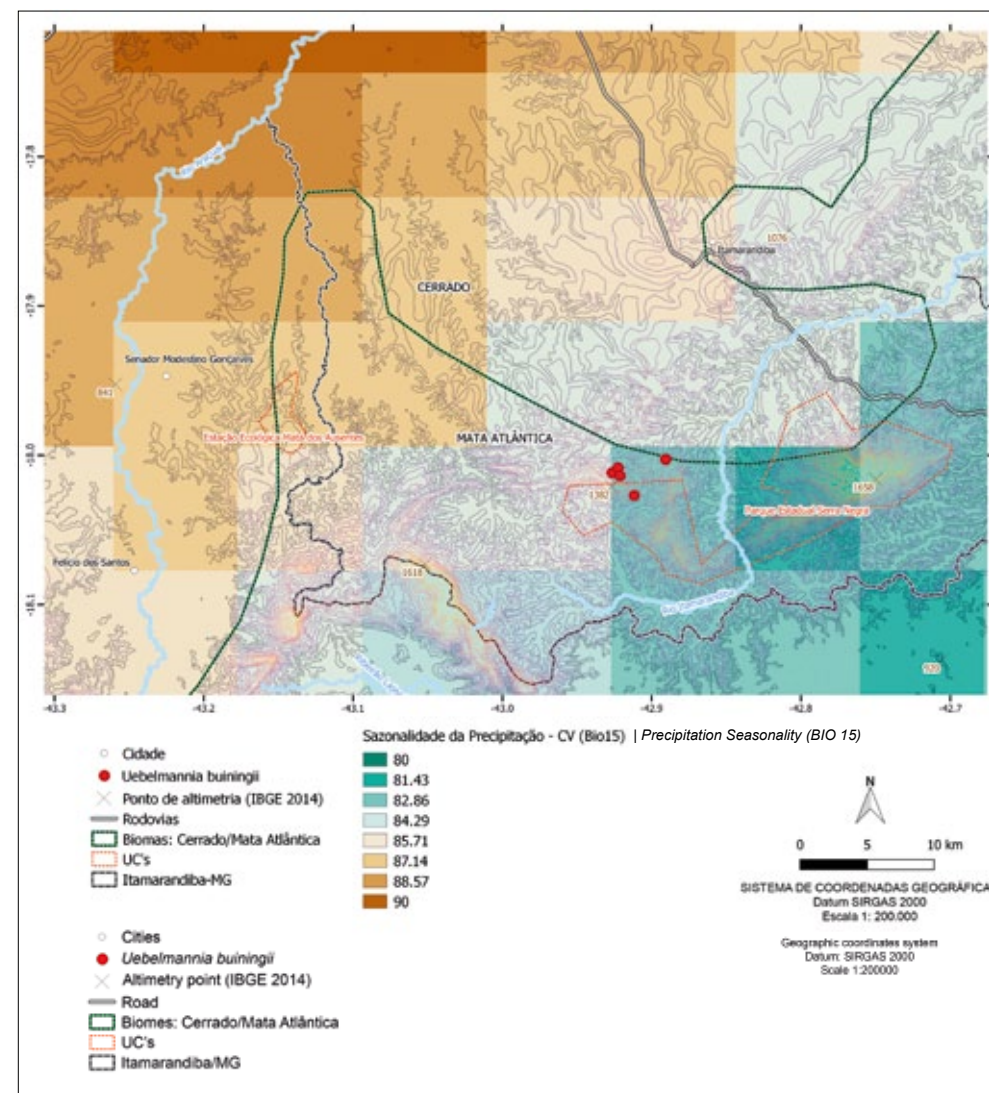 -17.8
-17.9
-18.0
-18.1
-43.3
-43.2
-43.1
-43.0
-42.9
-42.8
-42.7
CERRADO
1076
Itamarandiba
Senador Modestino Gonçalves
841
Estação Ecológica Mata dos Ausentes
MATA ATLÂNTICA
1382
1658
Parque Estadual Serra Negra
Felício dos Santos
1618
Rio Itamarandiba
920
Sazonalidade da Precipitação - CV (Bio15) | Precipitation Seasonality (BIO 15)
80
81.43
82.86
84.29
85.71
87.14
88.57
90
Cidade
Uebelmannia buiningii
Ponto de altimetria (IBGE 2014)
Rodovias
Biomas: Cerrado/Mata Atlântica
UC's
Itamarandiba-MG
Cities
Uebelmannia buiningii
Altimetry point (IBGE 2014)
Road
Biomes: Cerrado/Mata Atlântica
UC's
Itamarandiba/MG
N
0 5 10 km
SISTEMA DE COORDENADAS GEOGRÁFICA
Datum SIRGAS 2000
Escala 1: 200.000
Geographic coordinates system
Datum: SIRGAS 2000
Scale 1:200000